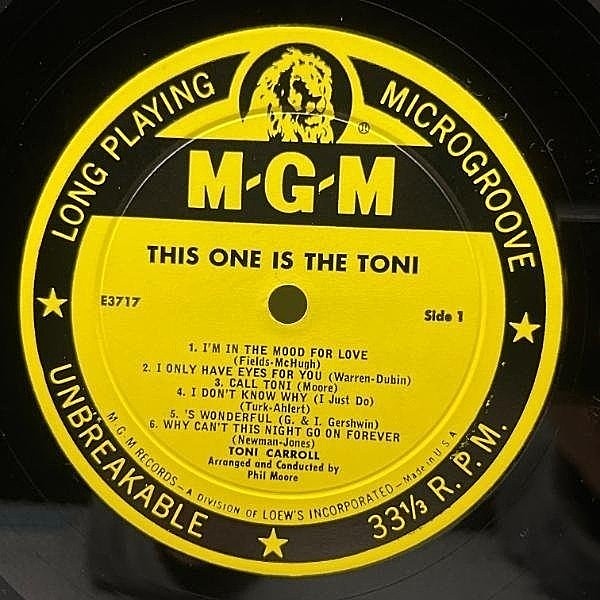 LONG PLAYING
MICROGROOVE
®
M-G-M
THIS ONE IS THE TONI
E3717
Side 1
1. I'M IN THE MOOD FOR LOVE
(Fields-McHugh)
2. I ONLY HAVE EYES FOR YOU (Warren-Dubin)
3. CALL TONI (Moore)
4. I DON'T KNOW WHY (I Just Do)
(Turk-Ahlert)
5. 'S WONDERFUL (G. & I. Gershwin)
6. WHY CAN'T THIS NIGHT GO ON FOREVER
(Newman-Jones)
TONI CARROLL
Arranged and Conducted by
Phil Moore
M-G-M RECORDS – A DIVISION OF LOEW'S INCORPORATED – Made in U.S.A.
UNBREAKABLE
33⅓ R.P.M.